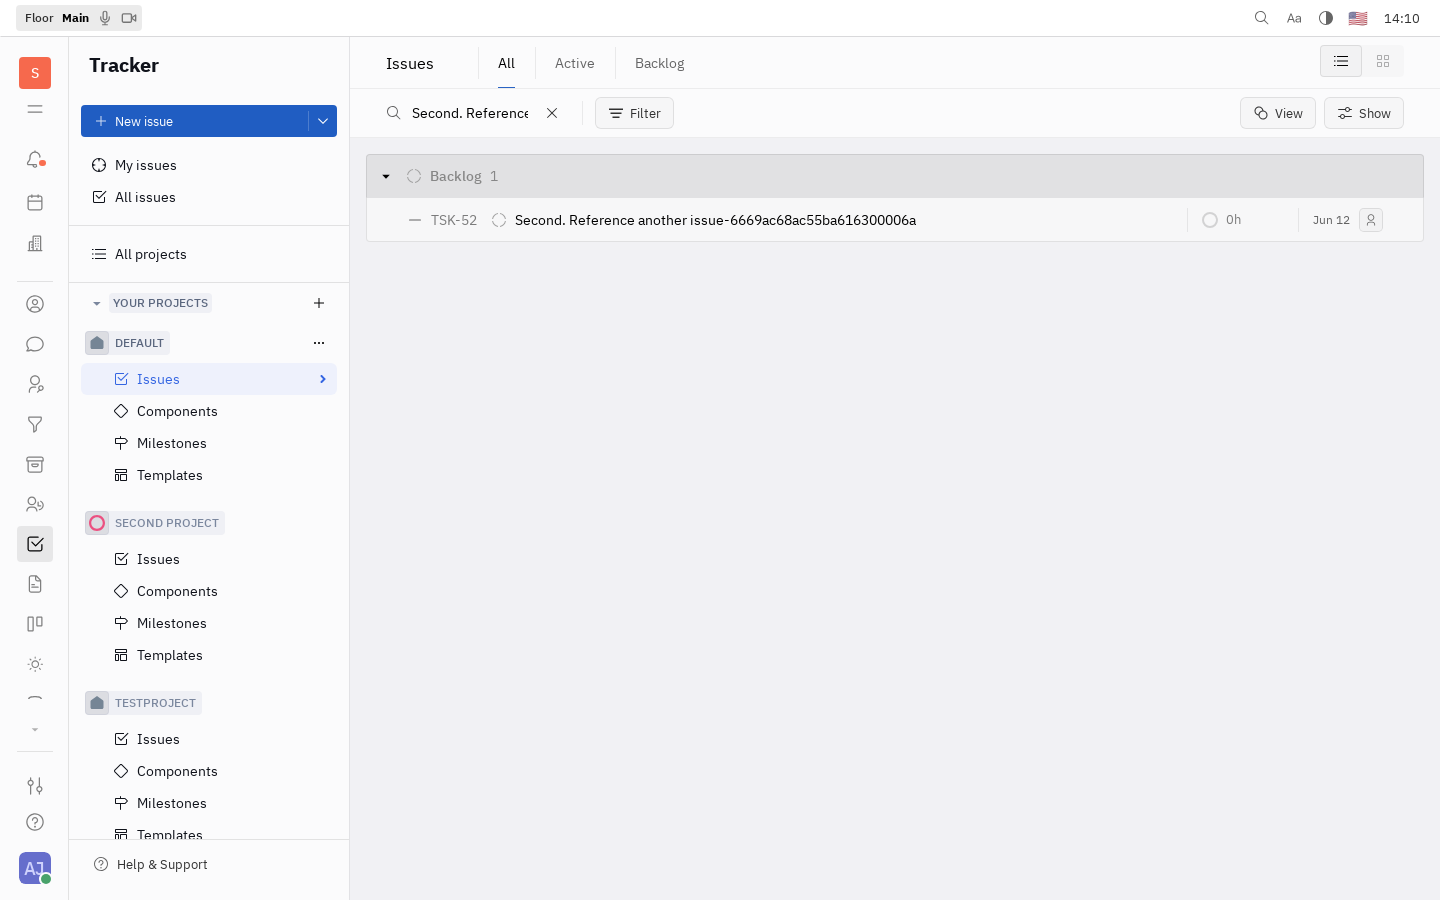 Floor Main
Aa
14:10
S
Tracker
New issue
My issues
All issues
All projects
YOUR PROJECTS
DEFAULT
Issues
Components
Milestones
Templates
SECOND PROJECT
Issues
Components
Milestones
Templates
TESTPROJECT
Issues
Components
Milestones
Templates
Help & Support
AJ
Issues
All
Active
Backlog
Second. Reference
Filter
View
Show
Backlog 1
TSK-52
Second. Reference another issue-6669ac68ac55ba616300006a
0h
Jun 12